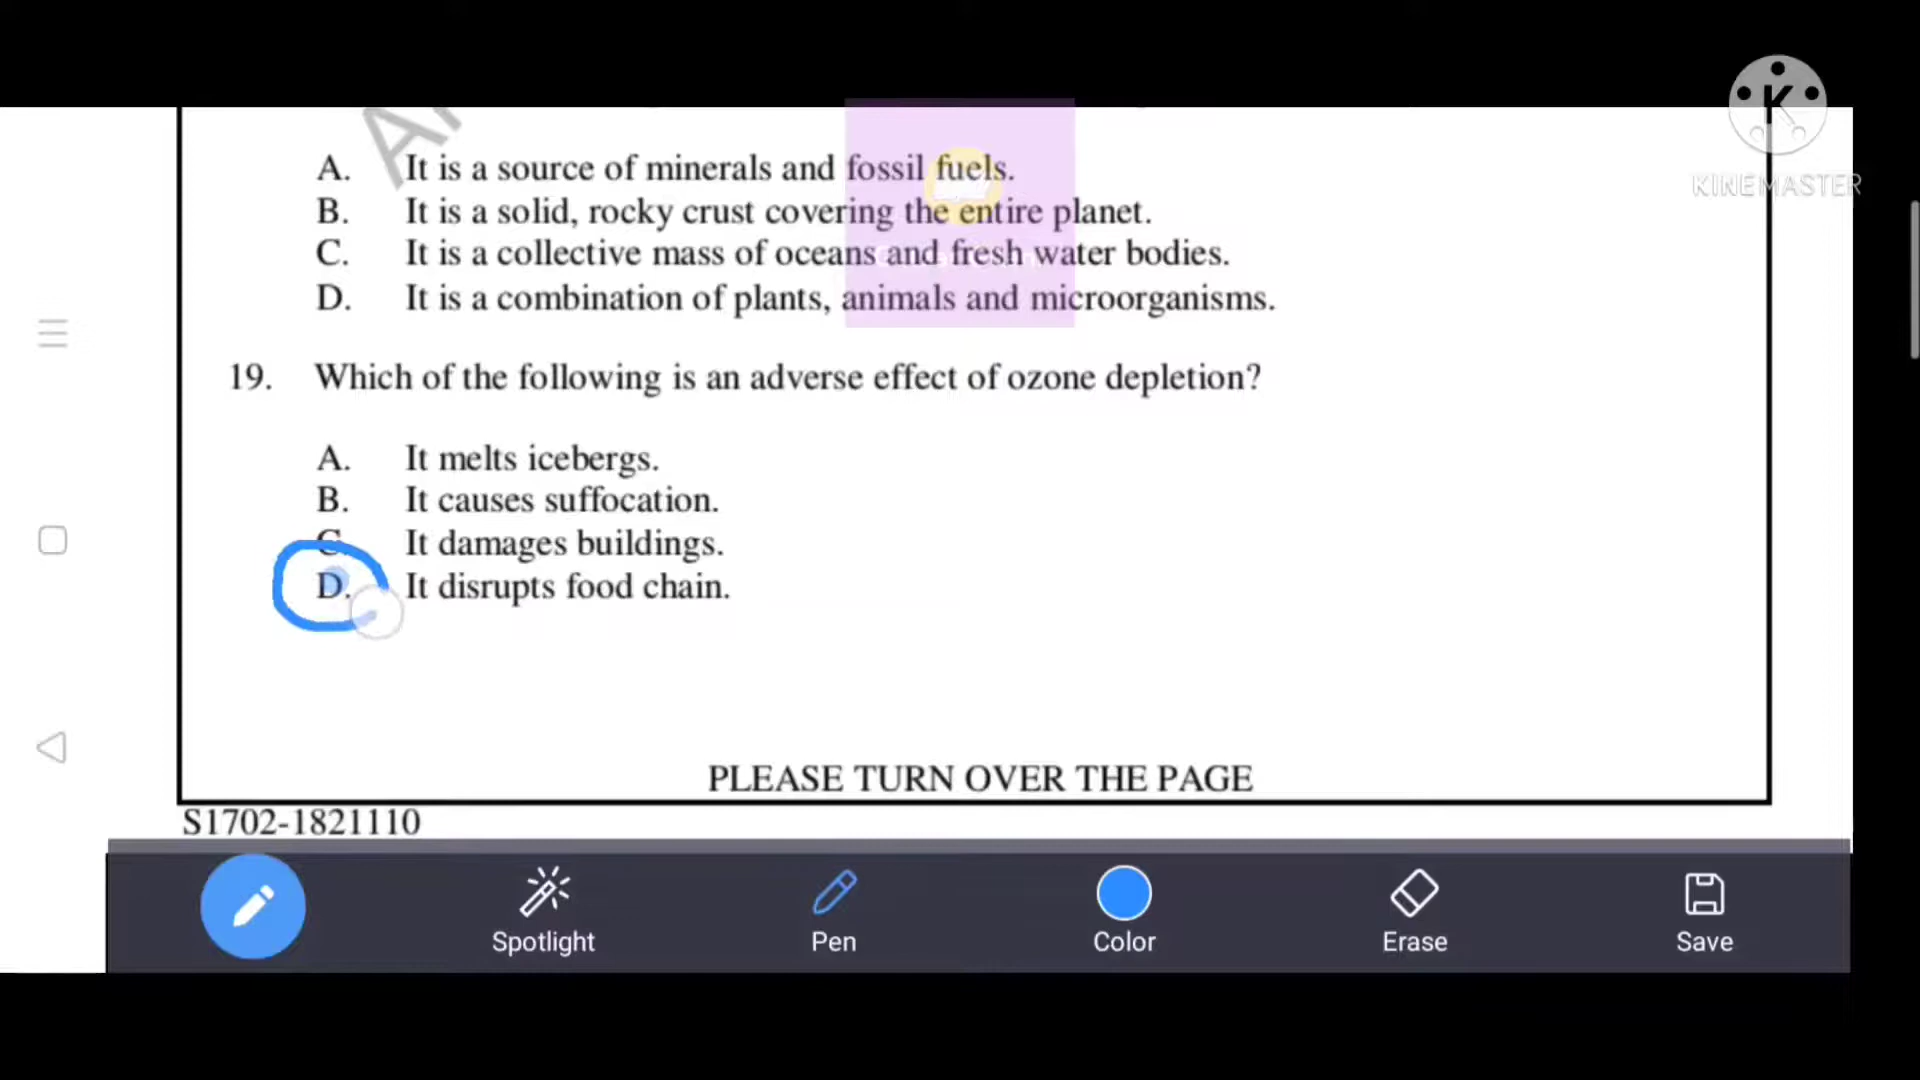 KINEMASTER
A. It is a source of minerals and fossil fuels.
B. It is a solid, rocky crust covering the entire planet.
C. It is a collective mass of oceans and fresh water bodies.
D. It is a combination of plants, animals and microorganisms.
19. Which of the following is an adverse effect of ozone depletion?
A. It melts icebergs.
B. It causes suffocation.
C. It damages buildings.
D. It disrupts food chain.
PLEASE TURN OVER THE PAGE
S1702-1821110
Spotlight
Pen
Color
Erase
Save